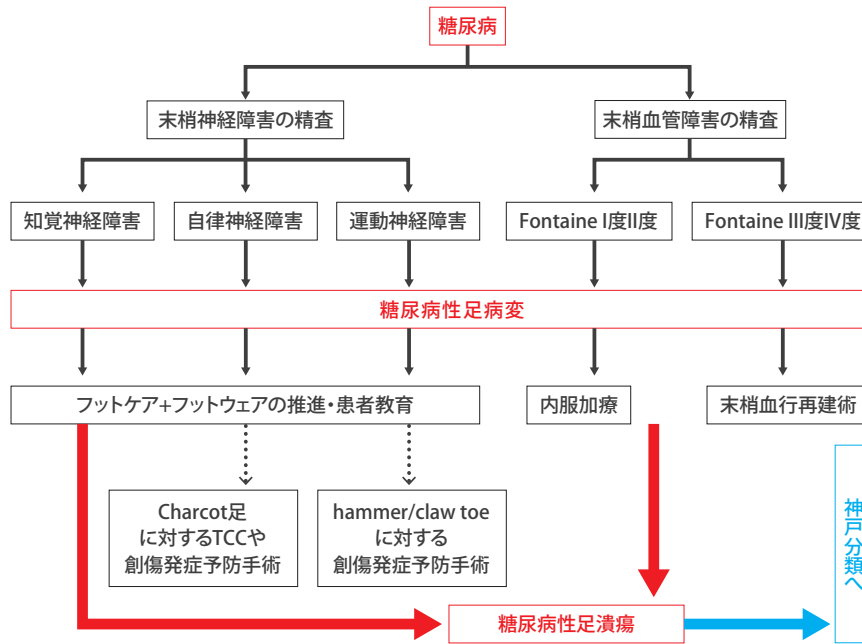 糖尿病
末梢神経障害の精査
末梢血管障害の精査
知覚神経障害
自律神経障害
運動神経障害
Fontaine I度II度
Fontaine III度IV度
糖尿病性足病変
フットケア+フットウェアの推進・患者教育
内服加療
末梢血行再建術
Charcot足
に対するTCCや
創傷発症予防手術
hammer/claw toe
に対する
創傷発症予防手術
神戸分類へ
糖尿病性足潰瘍